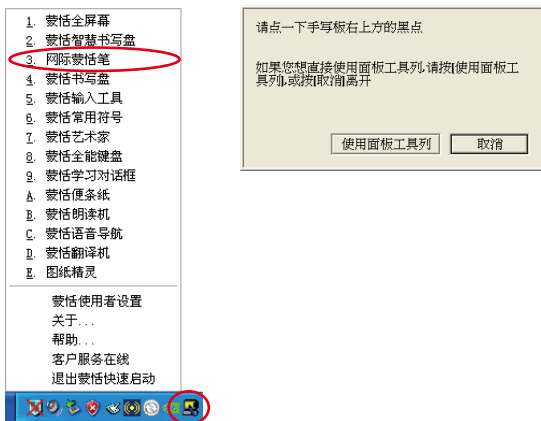 1. 蒙恬全屏幕
2. 蒙恬智慧书写盘
3. 网际蒙恬笔
4. 蒙恬书写盘
5. 蒙恬输入工具
6. 蒙恬常用符号
7. 蒙恬艺术家
8. 蒙恬全能键盘
9. 蒙恬学习对话框
A. 蒙恬便条纸
B. 蒙恬朗读机
C. 蒙恬语音导航
D. 蒙恬翻译机
E. 图纸精灵
蒙恬使用者设置
关于...
帮助...
客户服务在线
退出蒙恬快速启动
请点一下手写板右上方的黑点
如果您想直接使用面板工具列,请按[使用面板工
具列],或按[取消]离开
使用面板工具列
取消